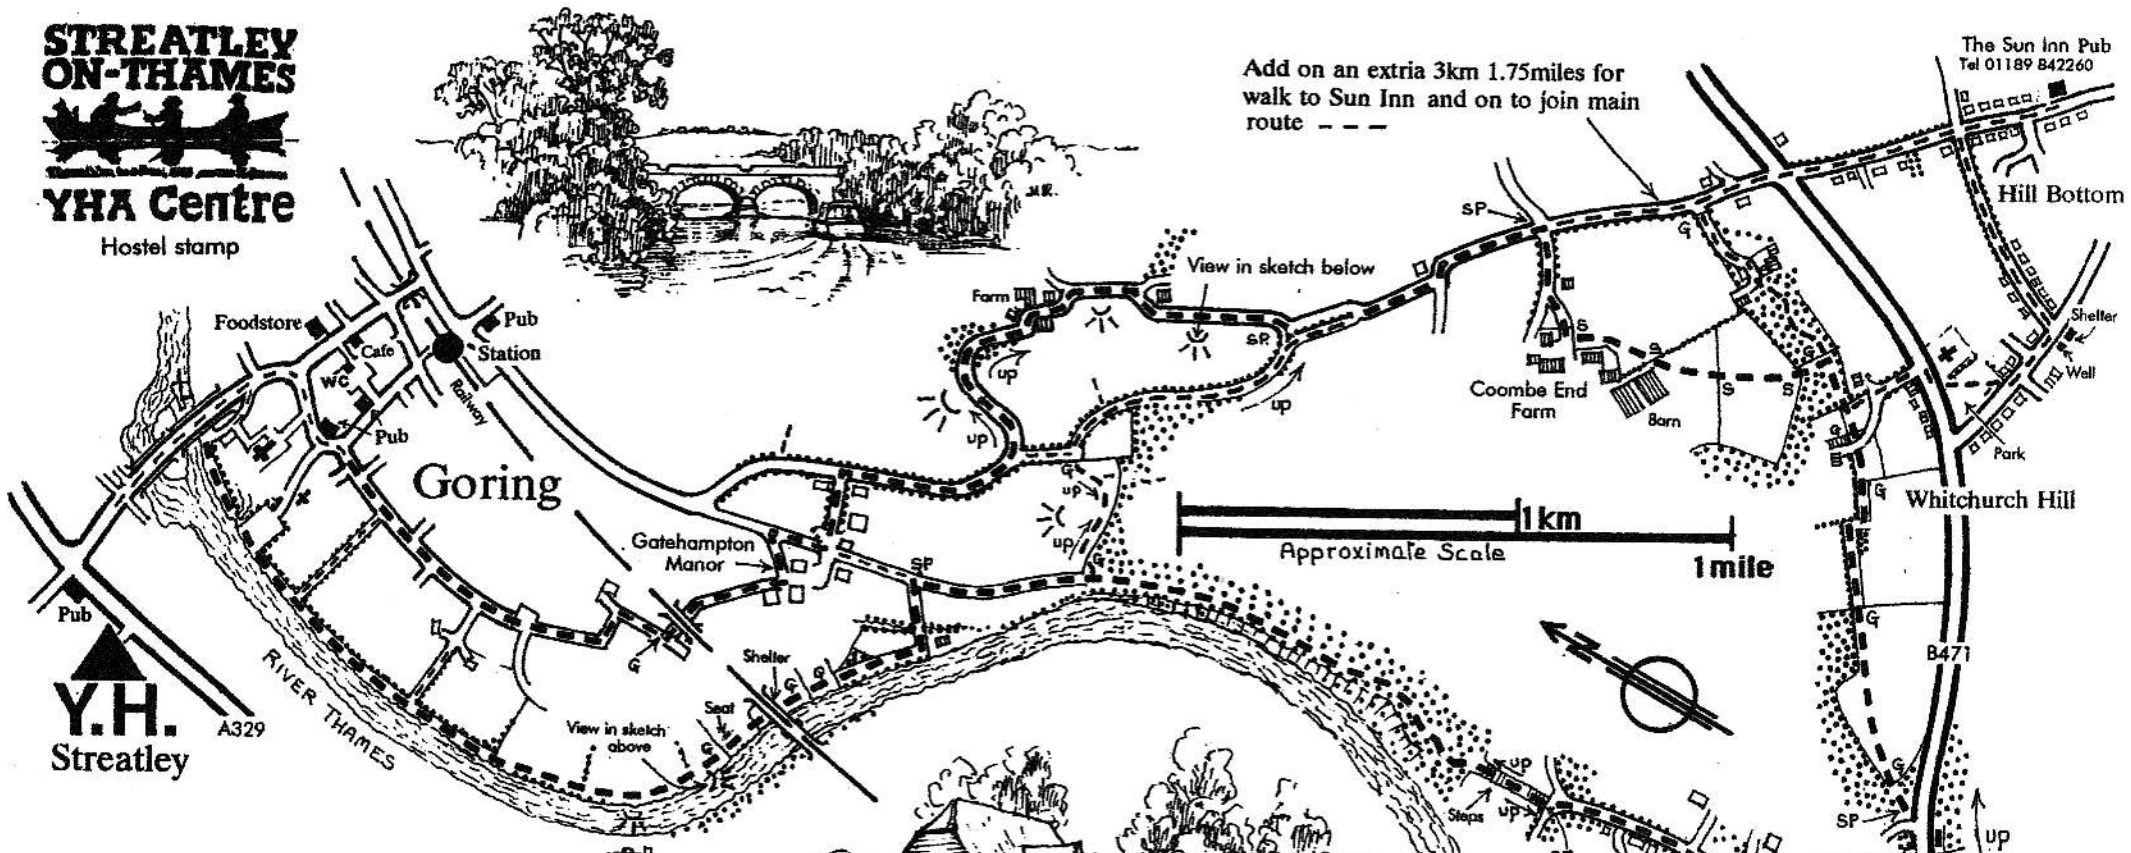 STREATLEY
ON-THAMES
YHA Centre
Hostel stamp
J.R.
Add on an extria 3km 1.75miles for
walk to Sun Inn and on to join main
route - - -
The Sun Inn Pub
Tel 01189 842260
Hill Bottom
SP
G
Shelter
Well
Park
View in sketch below
Farm
up
SP
up
up
Foodstore
Pub
Cafe
Station
WC
Railway
Pub
Goring
Coombe End
Farm
Barn
S
S
S
S
G
G
G
Whitchurch Hill
G
up
up
G
1km
Approximate Scale
1mile
Gatehampton
Manor
SP
Pub
Y.H.
Streatley
A329
RIVER THAMES
G
Shelter
G
G
Seat
G
View in sketch
above
G
B471
G
SP
UP
up
Steps
up